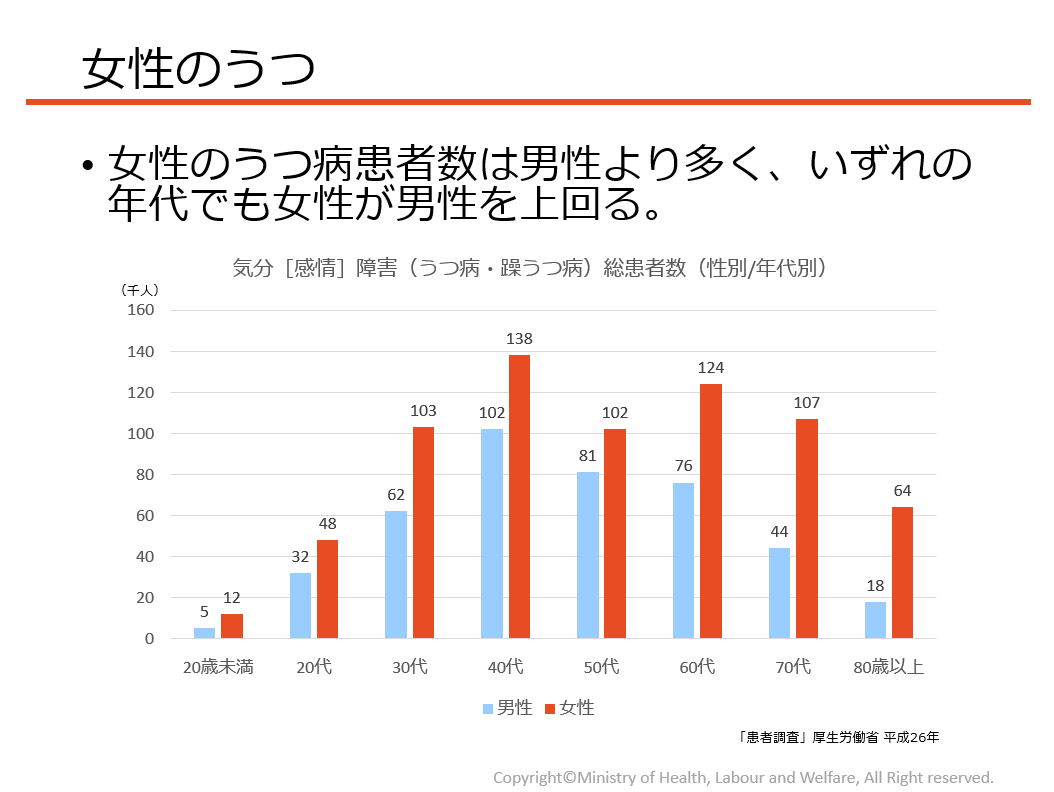 女性のうつ
• 女性のうつ病患者数は男性より多く、いずれの
年代でも女性が男性を上回る。
気分［感情］障害（うつ病・躁うつ病）総患者数（性別/年代別）
（千人）
160
140
120
100
80
60
40
20
0
5
12
32
48
62
103
102
138
81
102
76
124
44
107
18
64
20歳未満 20代 30代 40代 50代 60代 70代 80歳以上
男性 女性
「患者調査」厚生労働省 平成26年
Copyright©Ministry of Health, Labour and Welfare, All Right reserved.